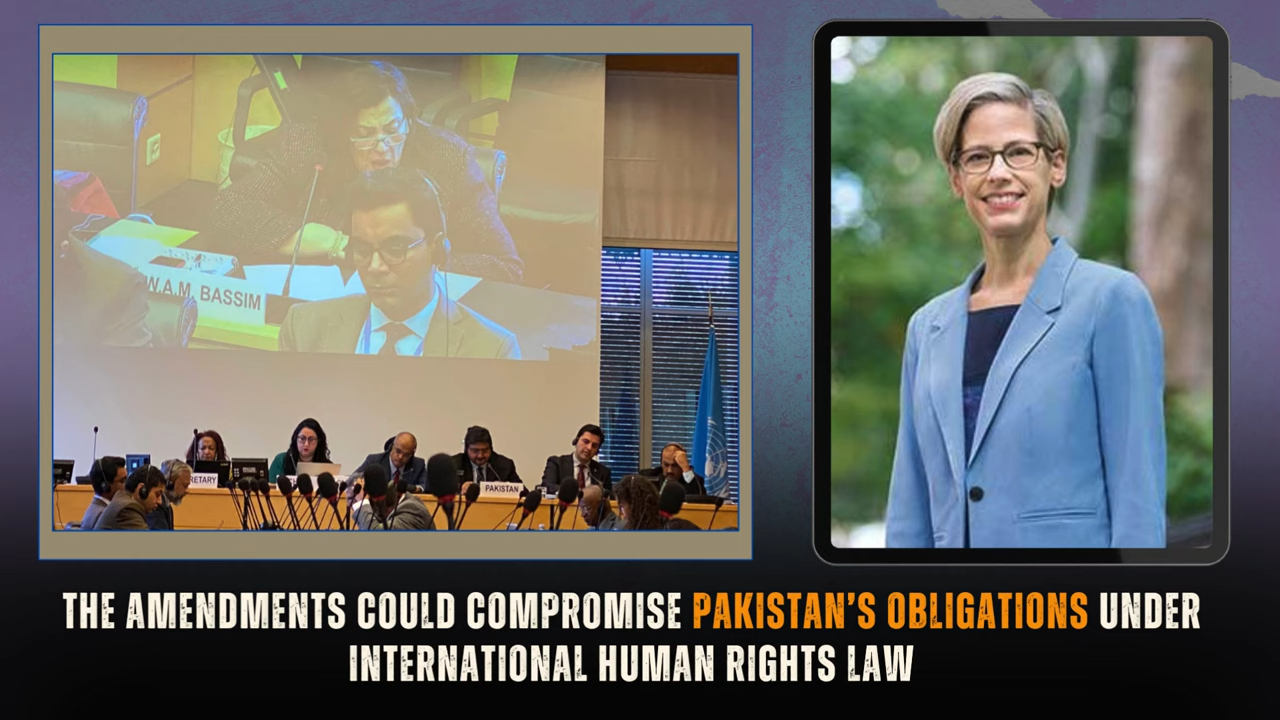 W.A.M. BASSIM
RETARY
PAKISTAN
THE AMENDMENTS COULD COMPROMISE PAKISTAN'S OBLIGATIONS UNDER
INTERNATIONAL HUMAN RIGHTS LAW